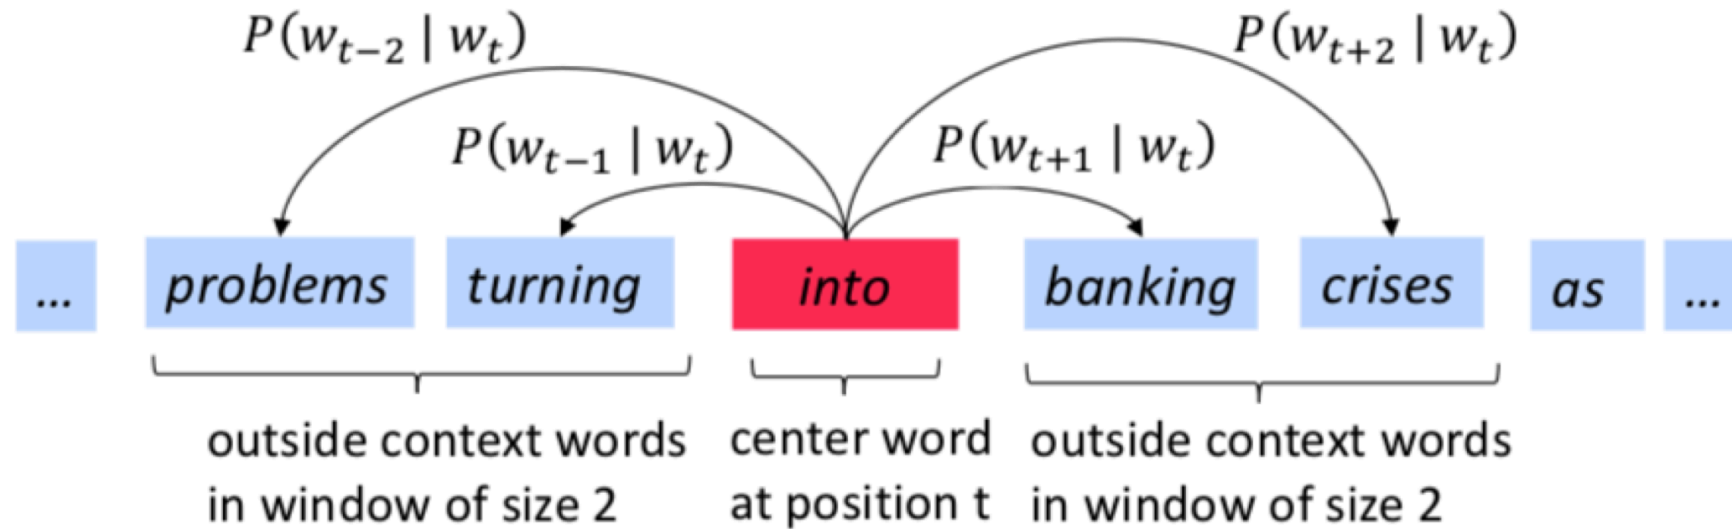 P(w_{t−2} | w_t)
P(w_{t+2} | w_t)
P(w_{t−1} | w_t)
P(w_{t+1} | w_t)
... problems turning into banking crises as ...
outside context words
in window of size 2
center word
at position t
outside context words
in window of size 2